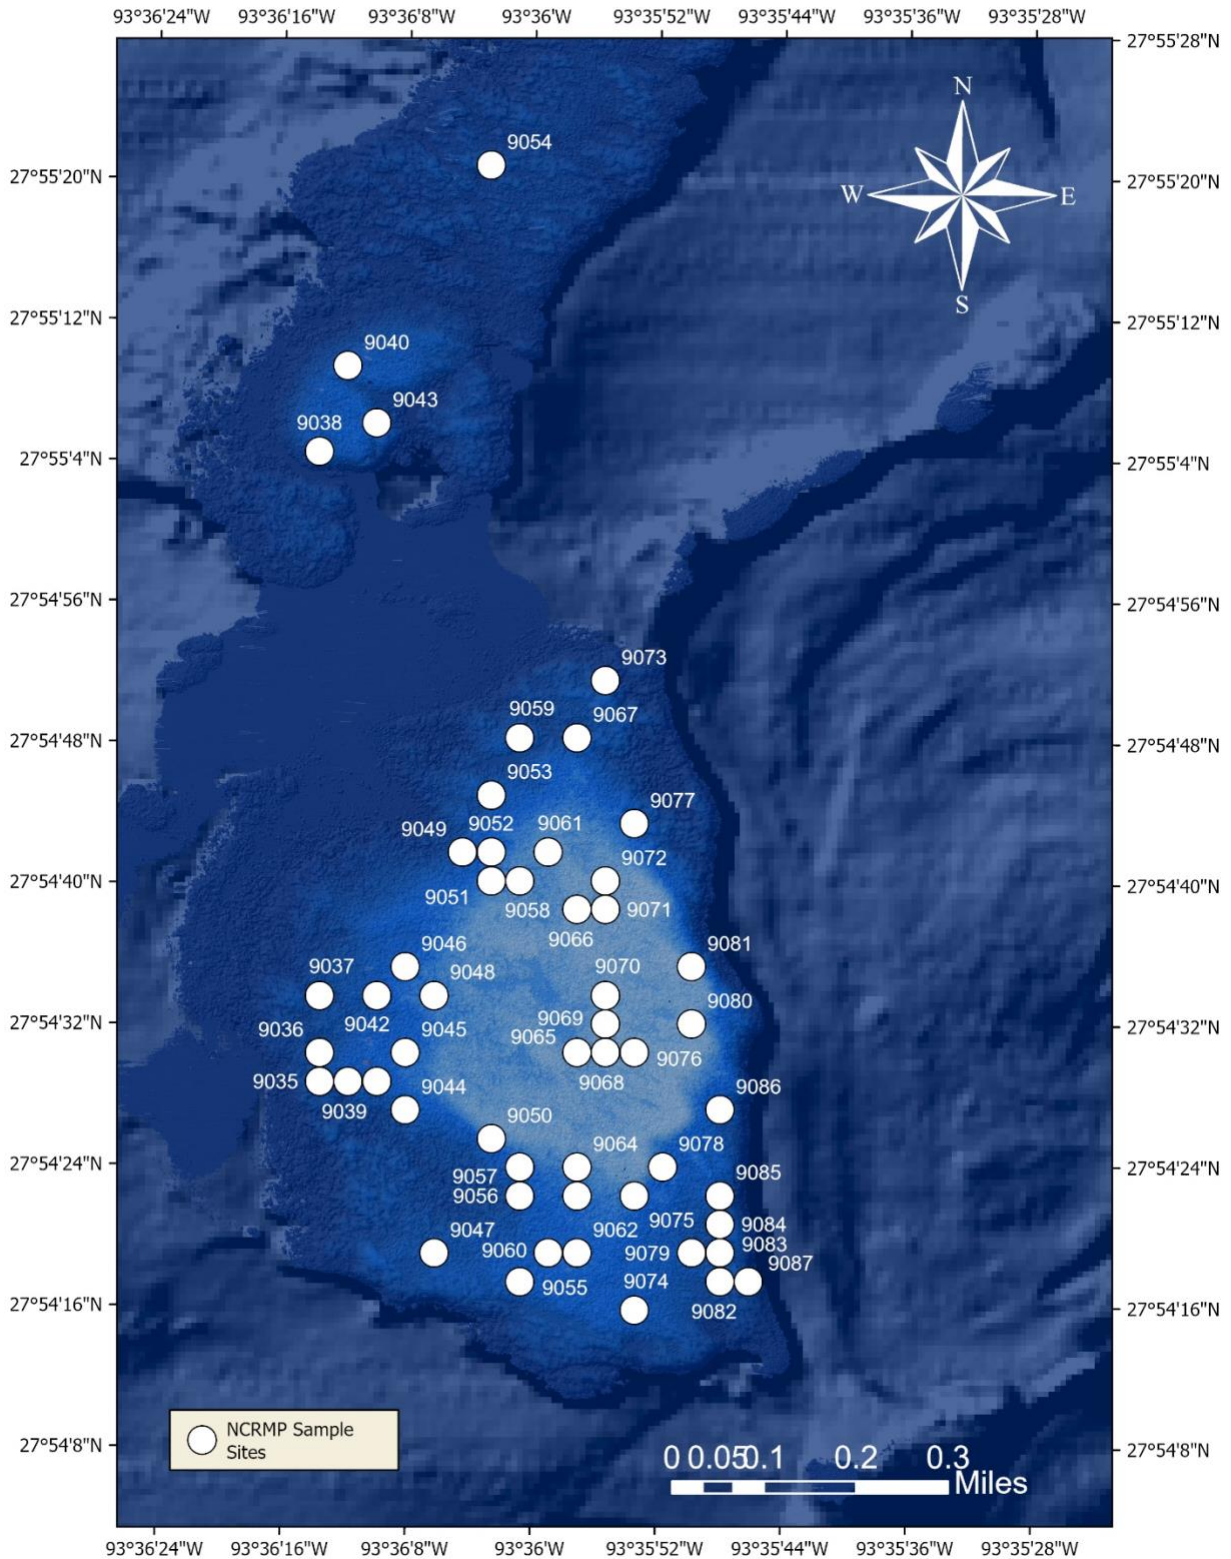 93°36'24"W 93°36'16"W 93°36'8"W 93°36'W 93°35'52"W 93°35'44"W 93°35'36"W 93°35'28"W
27°55'28"N
N
9054
27°55'20"N 27°55'20"N
W E
S
27°55'12"N 27°55'12"N
9040
9043
9038
27°55'4"N 27°55'4"N
27°54'56"N 27°54'56"N
9073
9059 9067
27°54'48"N 27°54'48"N
9053
9077
9049 9052 9061
9072
27°54'40"N 27°54'40"N
9051 9058 9071
9066
9046 9081
9037 9048 9070
9080
9036 9042 9045 9069
27°54'32"N 27°54'32"N
9065
9068 9076
9035 9044 9086
9039
9050
9064 9078
27°54'24"N 27°54'24"N
9057 9085
9056
9062 9075 9084
9047 9060 9079 9083
9087
9055 9074
27°54'16"N 9082 27°54'16"N
NCRMP Sample
Sites
27°54'8"N 27°54'8"N
0 0.05 0.1 0.2 0.3
Miles
93°36'24"W 93°36'16"W 93°36'8"W 93°36'W 93°35'52"W 93°35'44"W 93°35'36"W 93°35'28"W